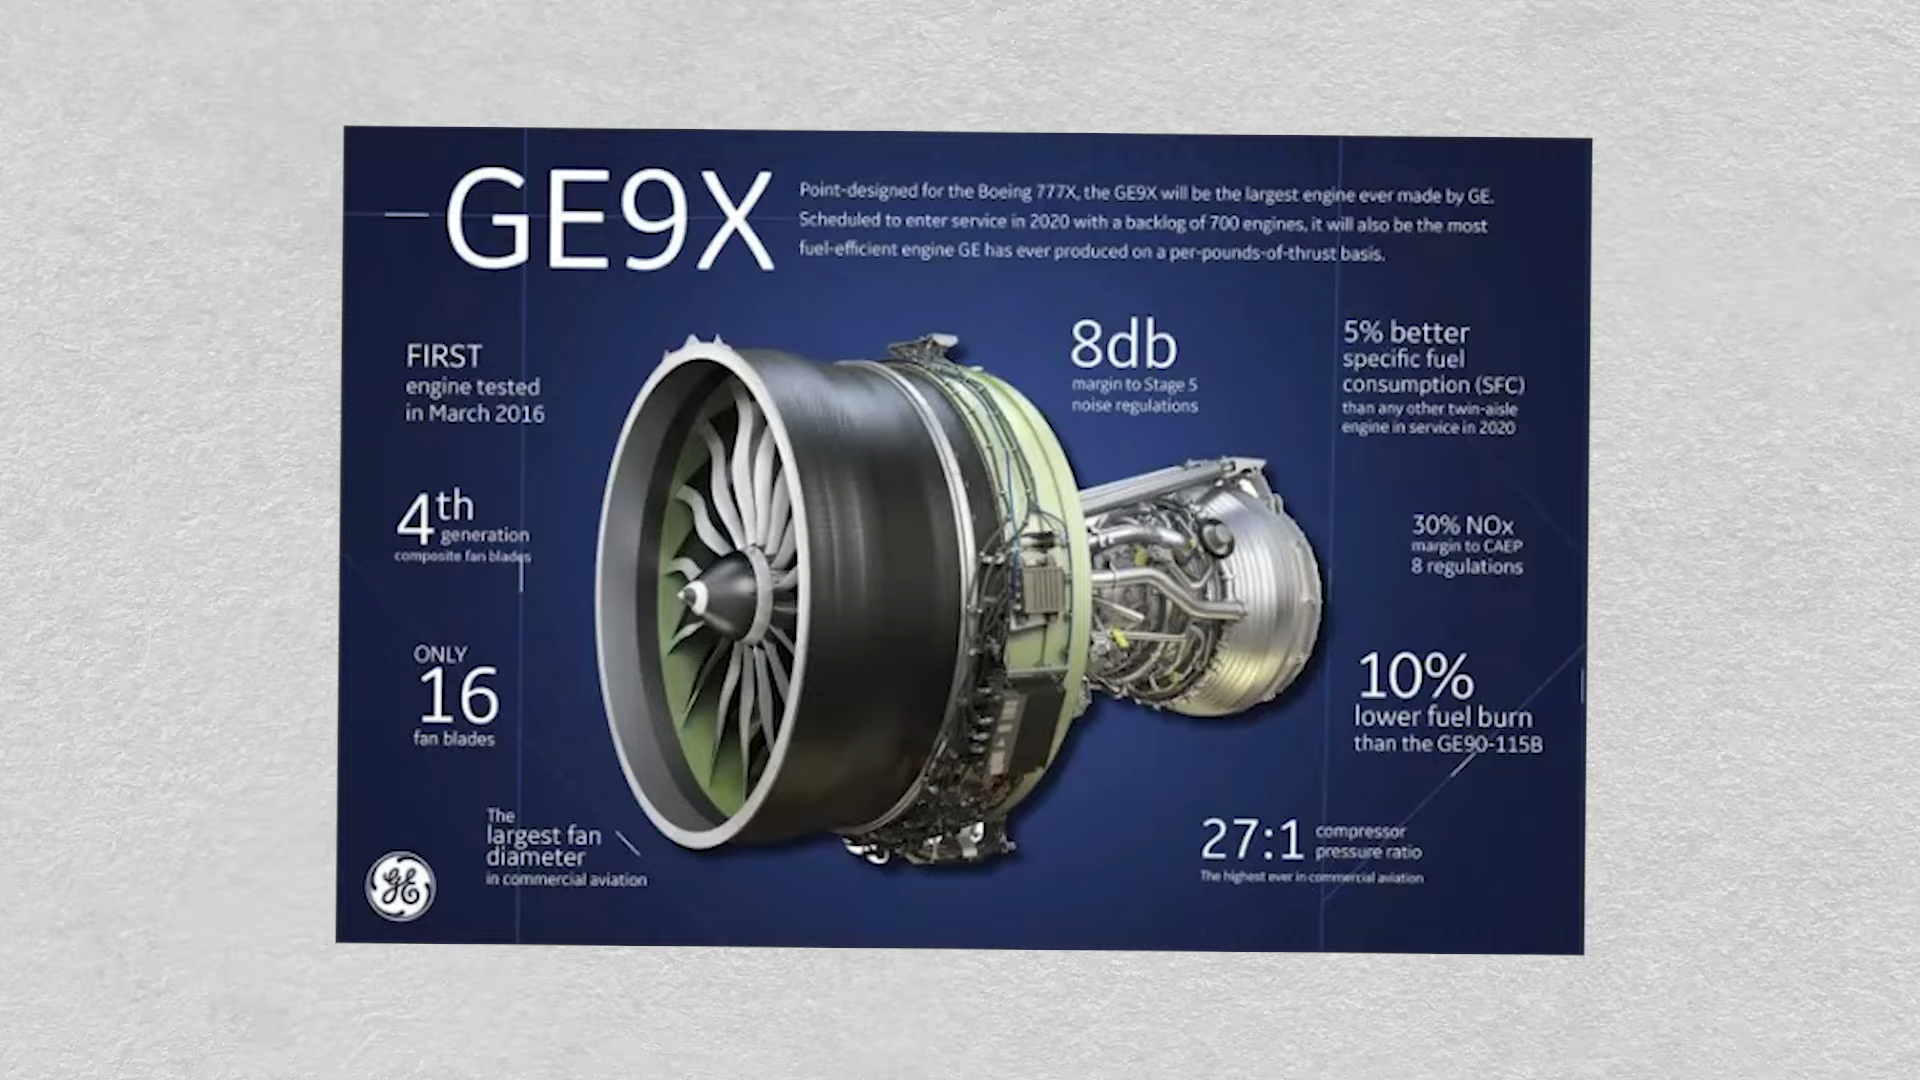 GE9X
Point-designed for the Boeing 777X, the GE9X will be the largest engine ever made by GE.
Scheduled to enter service in 2020 with a backlog of 700 engines, it will also be the most
fuel-efficient engine GE has ever produced on a per-pounds-of-thrust basis.
FIRST
engine tested
in March 2016
4th
generation
composite fan blades
ONLY
16
fan blades
The
largest fan
diameter
in commercial aviation
GE
8db
margin to Stage 5
noise regulations
5% better
specific fuel
consumption (SFC)
than any other twin-aisle
engine in service in 2020
30% NOx
margin to CAEP
8 regulations
10%
lower fuel burn
than the GE90-115B
27:1 compressor
pressure ratio
The highest ever in commercial aviation